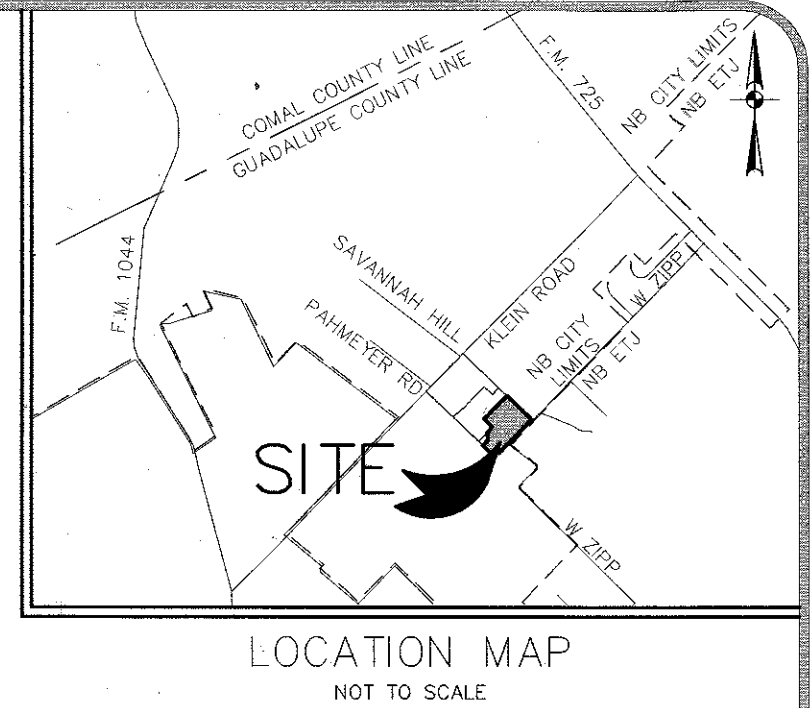 COMAL COUNTY LINE
GUADALUPE COUNTY LINE
F.M. 725
NB CITY LIMITS
NB ETJ
F.M. 1044
SAVANNAH HILL
PAHMEYER RD
KLEIN ROAD
W ZIPP
NB CITY
LIMITS
NB ETJ
SITE
W ZIPP
LOCATION MAP
NOT TO SCALE